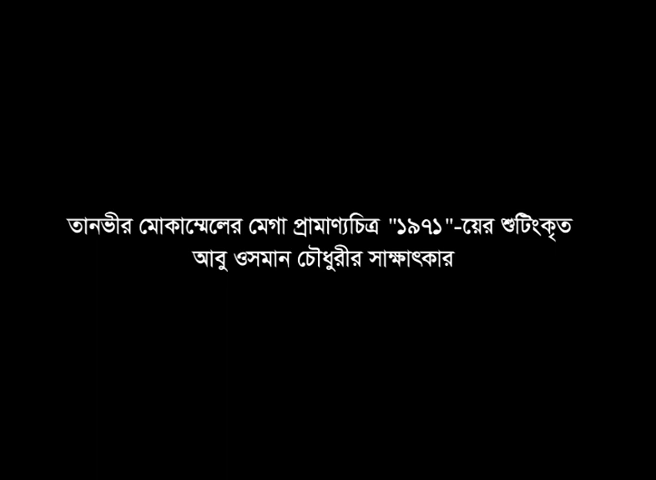 তানভীর মোকাম্মেলের মেগা প্রামাণ্যচিত্র "১৯৭১"-য়ের শুটিংকৃত
আবু ওসমান চৌধুরীর সাক্ষাৎকার